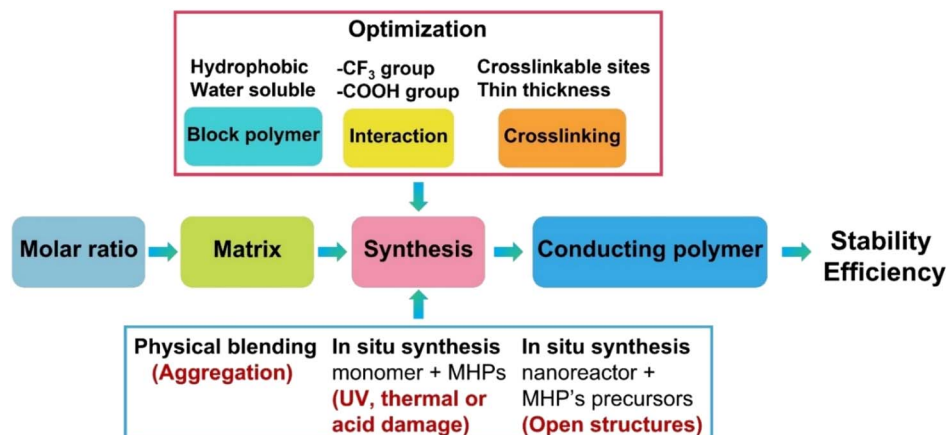 Optimization
Hydrophobic
Water soluble
Block polymer
-CF₃ group
-COOH group
Interaction
Crosslinkable sites
Thin thickness
Crosslinking
Molar ratio
Matrix
Synthesis
Conducting polymer
Stability
Efficiency
Physical blending
(Aggregation)
In situ synthesis
monomer + MHPs
(UV, thermal or
acid damage)
In situ synthesis
nanoreactor +
MHP's precursors
(Open structures)